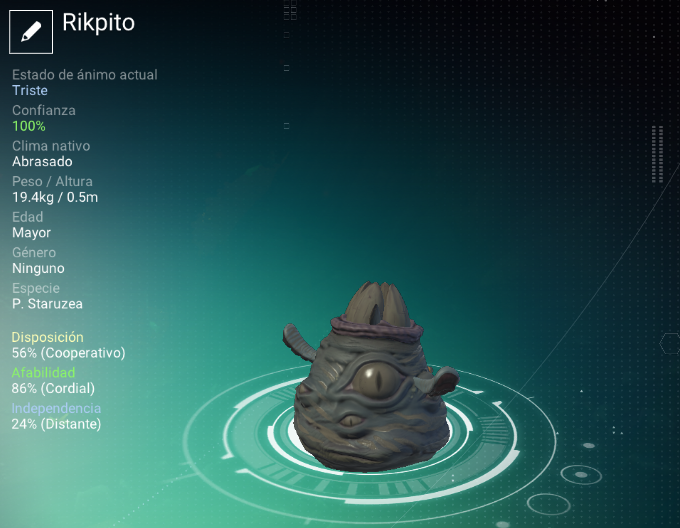 Rikpito
Estado de ánimo actual
Triste
Confianza
100%
Clima nativo
Abrasado
Peso / Altura
19.4kg / 0.5m
Edad
Mayor
Género
Ninguno
Especie
P. Staruzea
Disposición
56% (Cooperativo)
Afabilidad
86% (Cordial)
Independencia
24% (Distante)